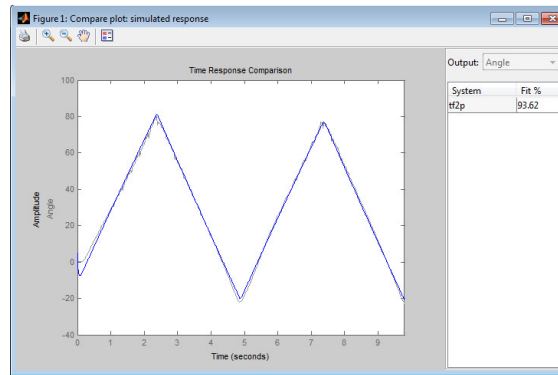 Figure 1: Compare plot: simulated response
Time Response Comparison
Output: Angle
System Fit %
tf2p 93.62
Amplitude
Angle
100
80
60
40
20
0
-20
-40
0 1 2 3 4 5 6 7 8 9
Time (seconds)